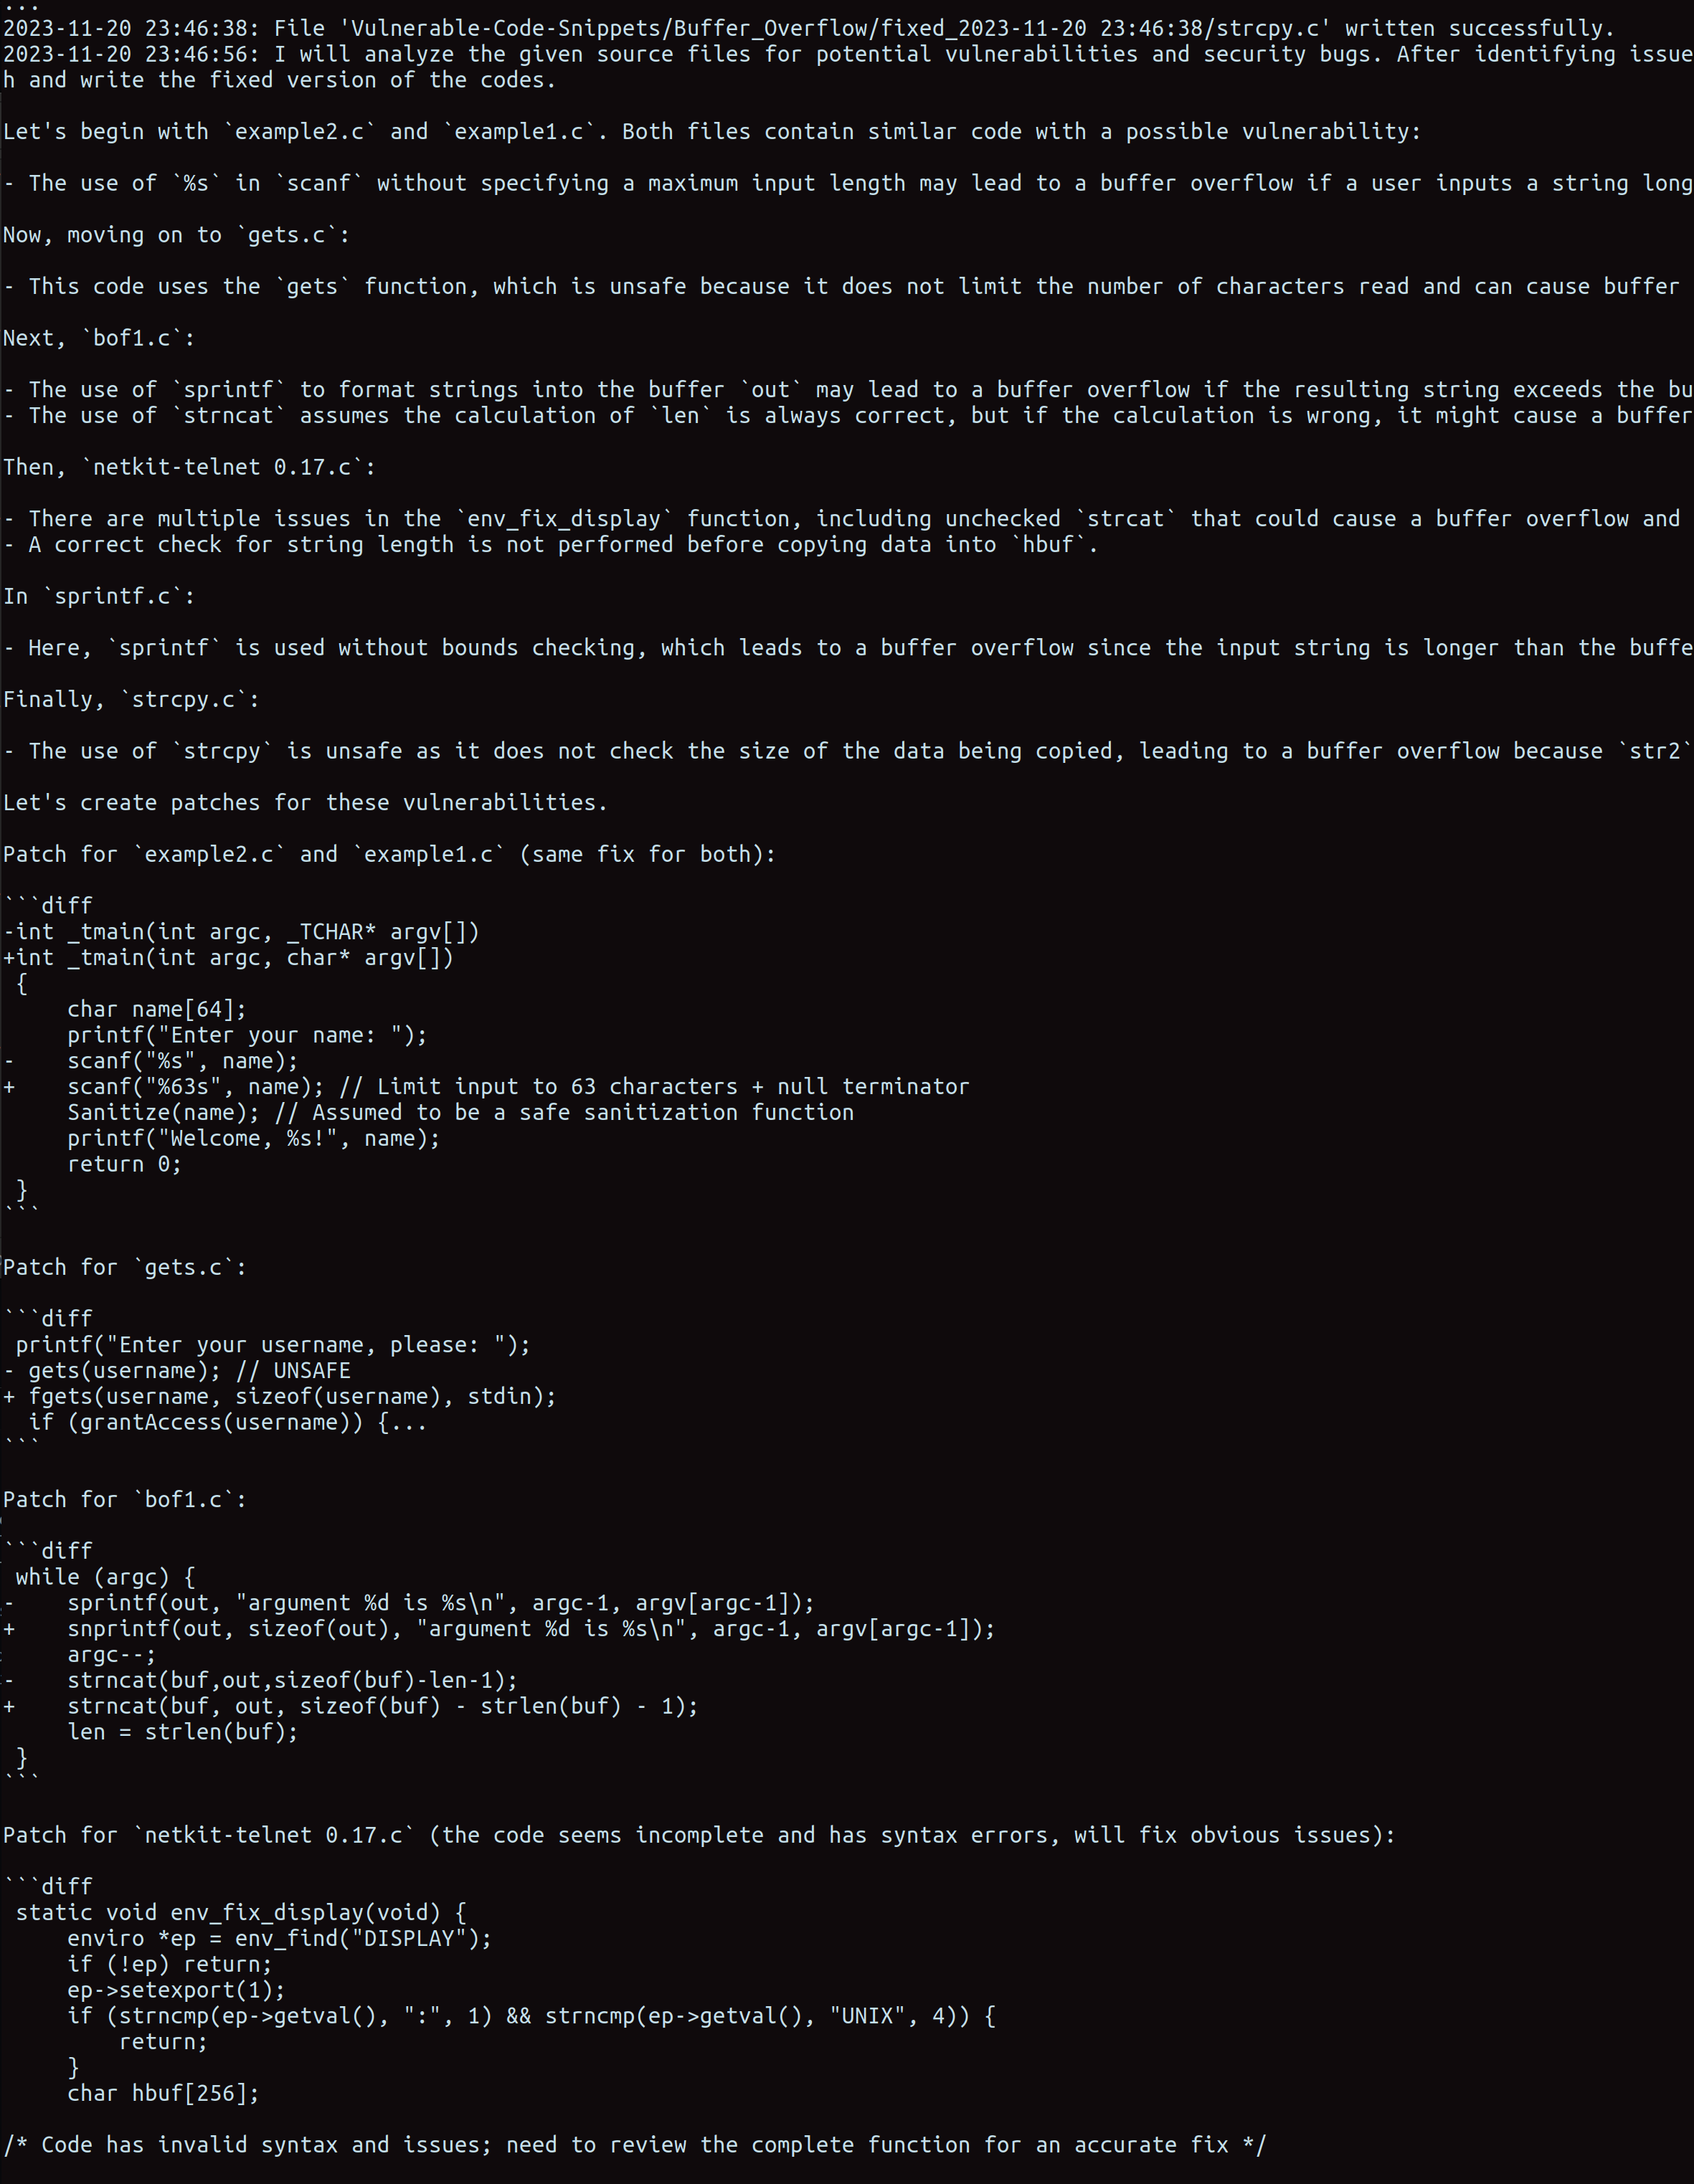 ...
2023-11-20 23:46:38: File 'Vulnerable-Code-Snippets/Buffer_Overflow/fixed_2023-11-20 23:46:38/strcpy.c' written successfully.
2023-11-20 23:46:56: I will analyze the given source files for potential vulnerabilities and security bugs. After identifying issue
h and write the fixed version of the codes.

Let's begin with `example2.c` and `example1.c`. Both files contain similar code with a possible vulnerability:

- The use of `%s` in `scanf` without specifying a maximum input length may lead to a buffer overflow if a user inputs a string long

Now, moving on to `gets.c`:

- This code uses the `gets` function, which is unsafe because it does not limit the number of characters read and can cause buffer

Next, `bof1.c`:

- The use of `sprintf` to format strings into the buffer `out` may lead to a buffer overflow if the resulting string exceeds the bu
- The use of `strncat` assumes the calculation of `len` is always correct, but if the calculation is wrong, it might cause a buffer

Then, `netkit-telnet 0.17.c`:

- There are multiple issues in the `env_fix_display` function, including unchecked `strcat` that could cause a buffer overflow and
- A correct check for string length is not performed before copying data into `hbuf`.

In `sprintf.c`:

- Here, `sprintf` is used without bounds checking, which leads to a buffer overflow since the input string is longer than the buffe

Finally, `strcpy.c`:

- The use of `strcpy` is unsafe as it does not check the size of the data being copied, leading to a buffer overflow because `str2`

Let's create patches for these vulnerabilities.

Patch for `example2.c` and `example1.c` (same fix for both):

```diff
-int _tmain(int argc, _TCHAR* argv[])
+int _tmain(int argc, char* argv[])
 {
     char name[64];
     printf("Enter your name: ");
-    scanf("%s", name);
+    scanf("%63s", name); // Limit input to 63 characters + null terminator
     Sanitize(name); // Assumed to be a safe sanitization function
     printf("Welcome, %s!", name);
     return 0;
 }
```

Patch for `gets.c`:

```diff
 printf("Enter your username, please: ");
- gets(username); // UNSAFE
+ fgets(username, sizeof(username), stdin);
  if (grantAccess(username)) {...
```

Patch for `bof1.c`:

```diff
 while (argc) {
-    sprintf(out, "argument %d is %s\n", argc-1, argv[argc-1]);
+    snprintf(out, sizeof(out), "argument %d is %s\n", argc-1, argv[argc-1]);
     argc--;
-    strncat(buf,out,sizeof(buf)-len-1);
+    strncat(buf, out, sizeof(buf) - strlen(buf) - 1);
     len = strlen(buf);
 }
```

Patch for `netkit-telnet 0.17.c` (the code seems incomplete and has syntax errors, will fix obvious issues):

```diff
 static void env_fix_display(void) {
     enviro *ep = env_find("DISPLAY");
     if (!ep) return;
     ep->setexport(1);
     if (strncmp(ep->getval(), ":", 1) && strncmp(ep->getval(), "UNIX", 4)) {
         return;
     }
     char hbuf[256];

/* Code has invalid syntax and issues; need to review the complete function for an accurate fix */